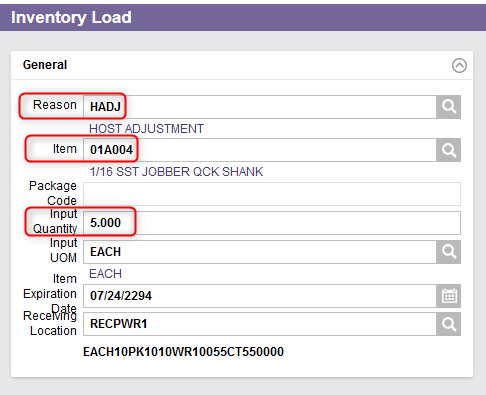 Inventory Load
General
Reason HADJ
HOST ADJUSTMENT
Item 01A004
1/16 SST JOBBER QCK SHANK
Package
Code
Input
Quantity 5.000
Input
UOM EACH
EACH
Item
Expiration
Date 07/24/2294
Receiving
Location RECPWR1
EACH10PK1010WR10055CT550000